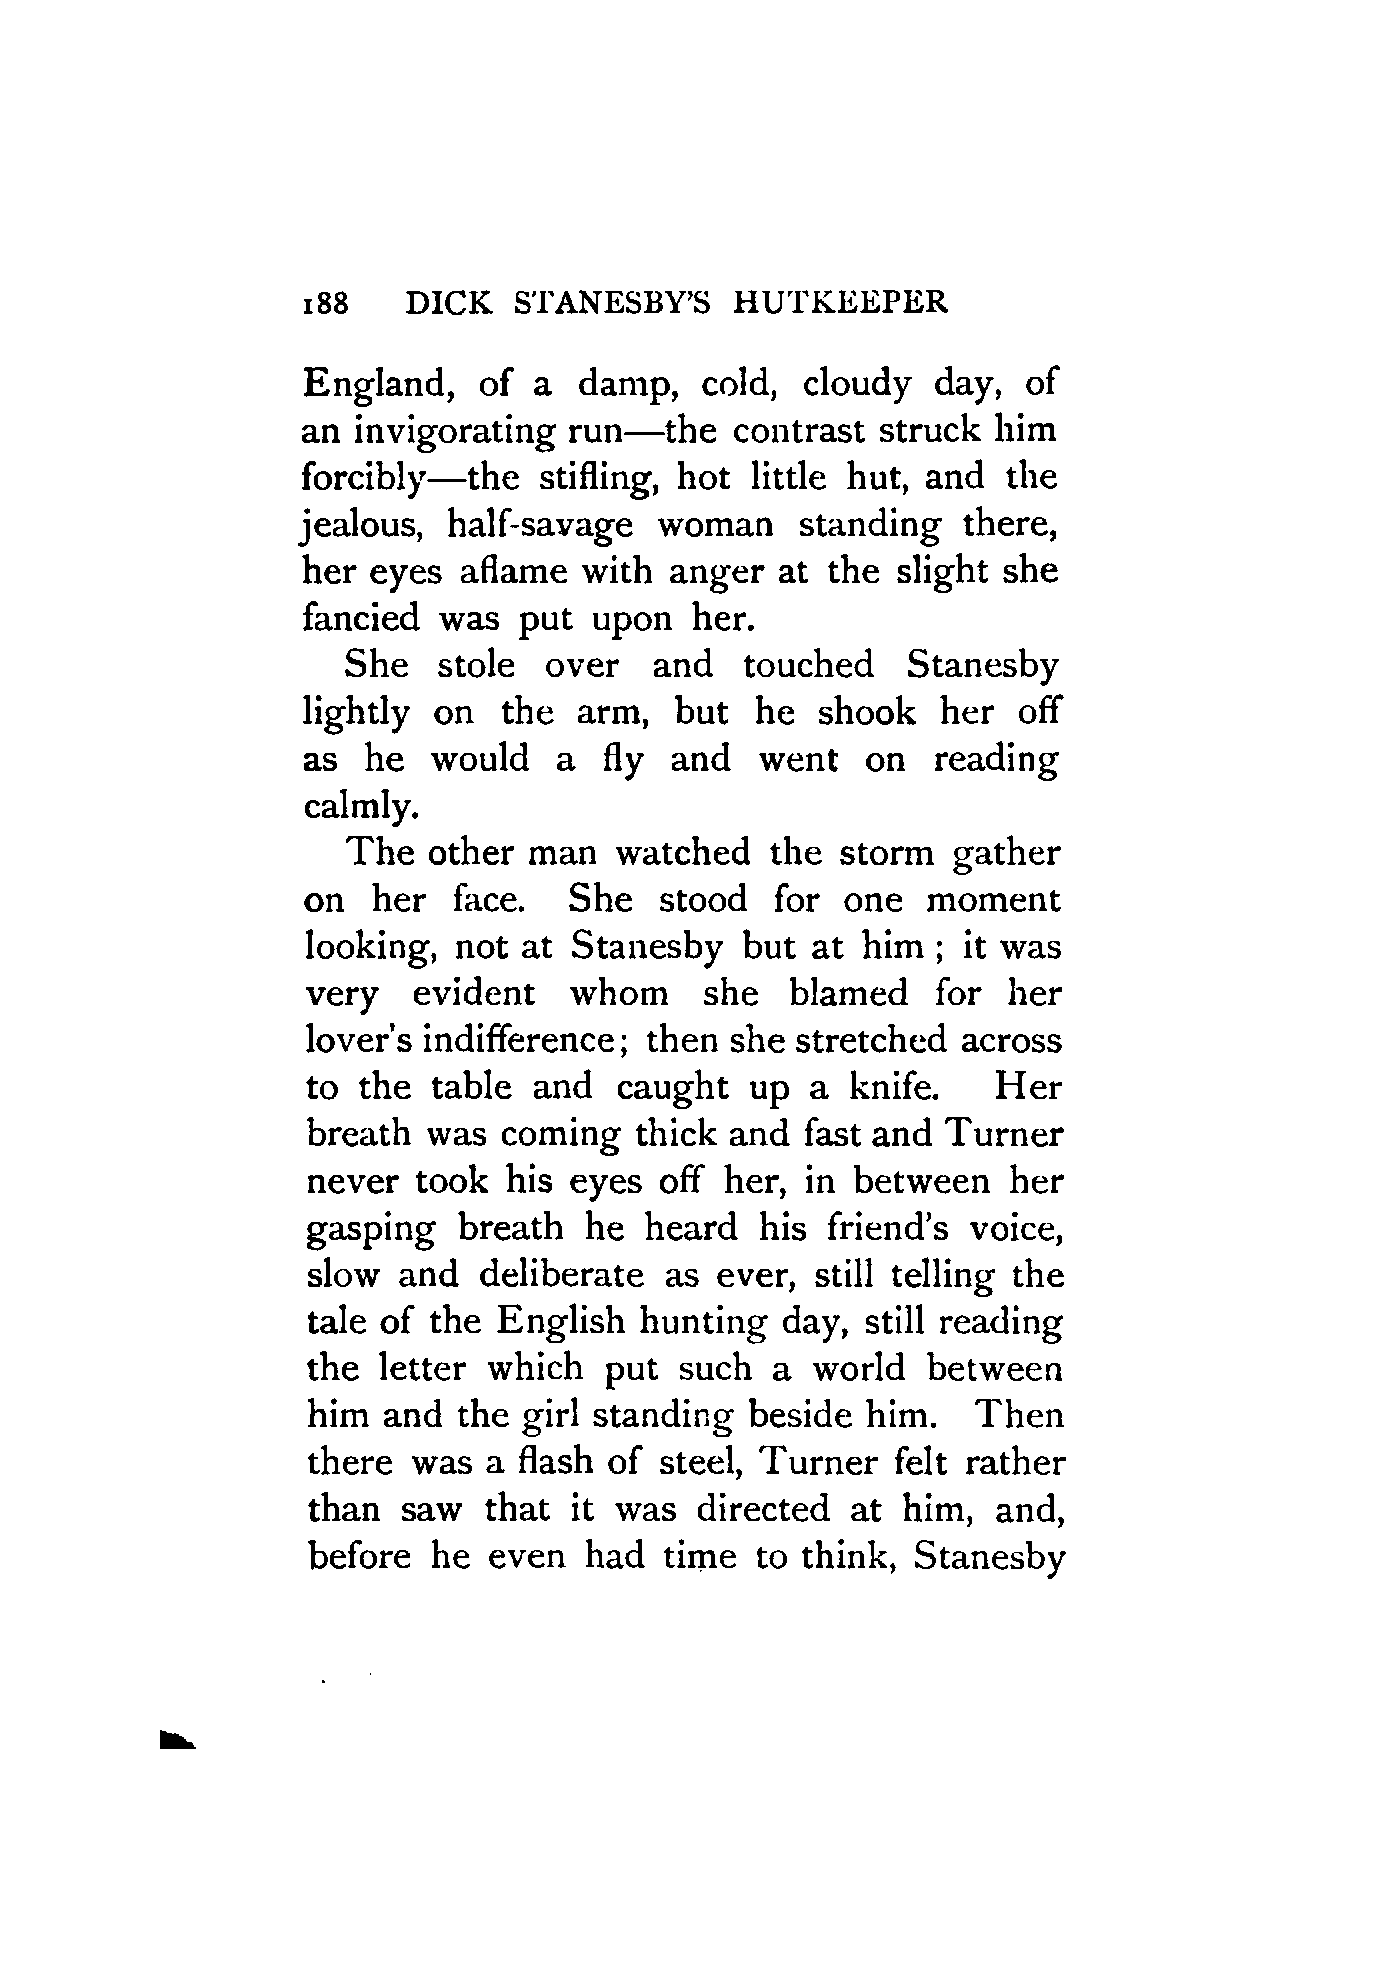 188 DICK STANESBY'S HUTKEEPER
England, of a damp, cold, cloudy day, of
an invigorating run—the contrast struck him
forcibly—the stifling, hot little hut, and the
jealous, half-savage woman standing there,
her eyes aflame with anger at the slight she
fancied was put upon her.
She stole over and touched Stanesby
lightly on the arm, but he shook her off
as he would a fly and went on reading
calmly.
The other man watched the storm gather
on her face. She stood for one moment
looking, not at Stanesby but at him ; it was
very evident whom she blamed for her
lover's indifference; then she stretched across
to the table and caught up a knife. Her
breath was coming thick and fast and Turner
never took his eyes off her, in between her
gasping breath he heard his friend's voice,
slow and deliberate as ever, still telling the
tale of the English hunting day, still reading
the letter which put such a world between
him and the girl standing beside him. Then
there was a flash of steel, Turner felt rather
than saw that it was directed at him, and,
before he even had time to think, Stanesby